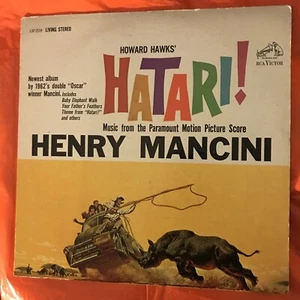 LIVING STEREO
HOWARD HAWKS'
RCA VICTOR
Newest album
by 1962's double "Oscar"
winner Mancini. Includes
Baby Elephant Walk
Your Father's Feathers
Theme from "Hatari!"
and others
HATARI!
Music from the Paramount Motion Picture Score
HENRY MANCINI